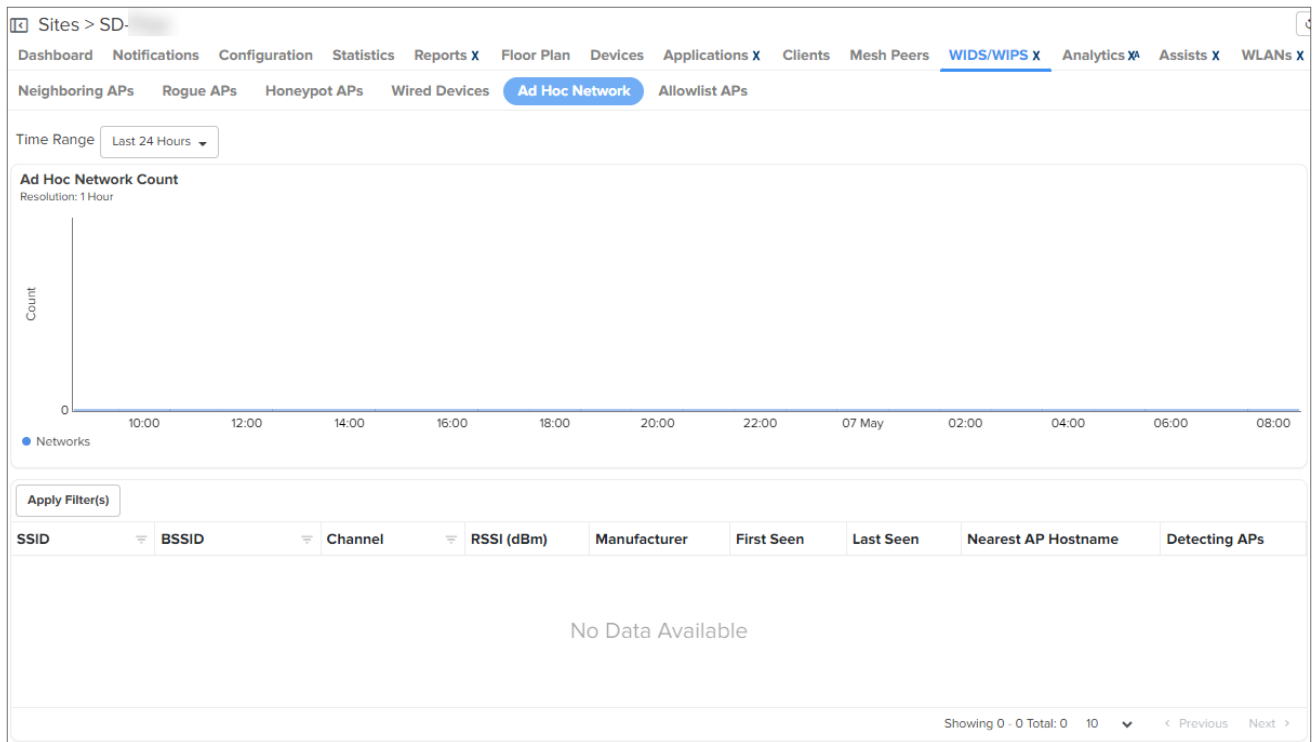 Sites > SD-
Dashboard Notifications Configuration Statistics Reports X Floor Plan Devices Applications X Clients Mesh Peers WIDS/WIPS X Analytics XA Assists X WLANs X
Neighboring APs Rogue APs Honeypot APs Wired Devices Ad Hoc Network Allowlist APs
Time Range Last 24 Hours
Ad Hoc Network Count
Resolution: 1 Hour
Count
0
10:00 12:00 14:00 16:00 18:00 20:00 22:00 07 May 02:00 04:00 06:00 08:00
Networks
Apply Filter(s)
SSID BSSID Channel RSSI (dBm) Manufacturer First Seen Last Seen Nearest AP Hostname Detecting APs
No Data Available
Showing 0 - 0 Total: 0 10 < Previous Next >